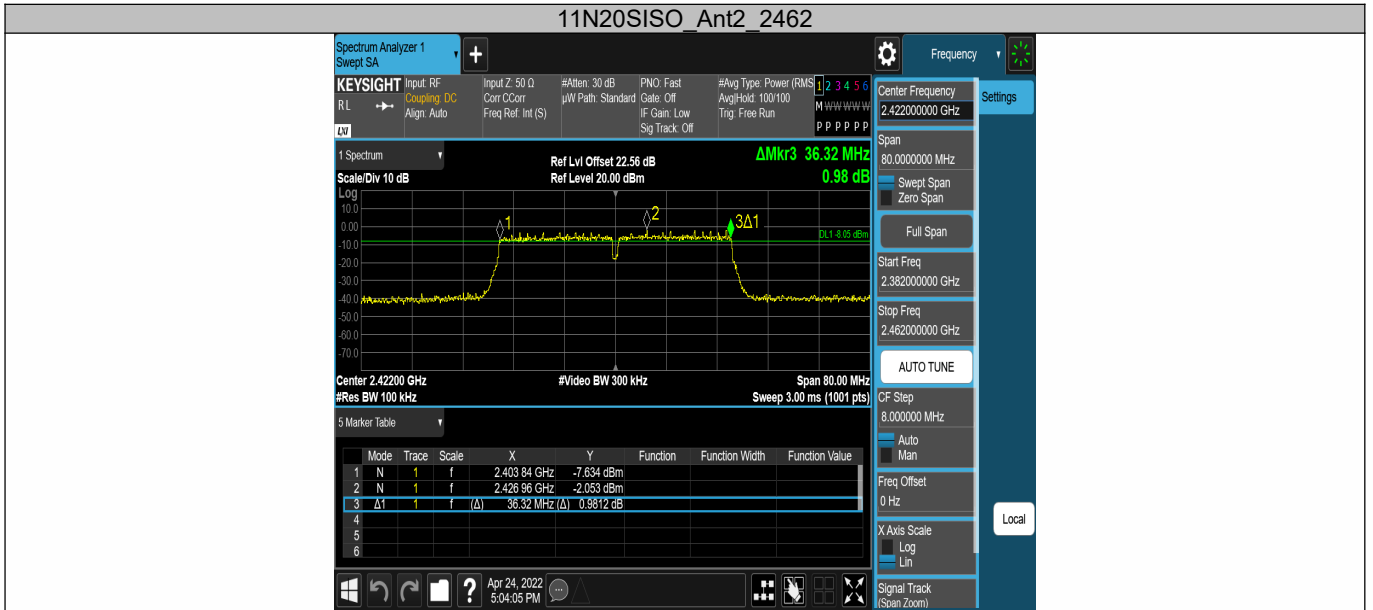 11N20SISO_Ant2_2462
Spectrum Analyzer 1
Swept SA
+
Frequency
KEYSIGHT
RL
LXI
Input: RF
Coupling: DC
Align: Auto
Input Z: 50 Ω
Corr CCorr
Freq Ref: Int (S)
#Atten: 30 dB
µW Path: Standard
PNO: Fast
Gate: Off
IF Gain: Low
Sig Track: Off
#Avg Type: Power (RMS
Avg|Hold: 100/100
Trig: Free Run
1 2 3 4 5 6
M W W W W W
P P P P P P
1 Spectrum
Scale/Div 10 dB
Log
Ref Lvl Offset 22.56 dB
Ref Level 20.00 dBm
ΔMkr3 36.32 MHz
0.98 dB
10.0
0.00
-10.0
-20.0
-30.0
-40.0
-50.0
-60.0
-70.0
1
2
3Δ1
DL1 -8.05 dBm
Center 2.42200 GHz
#Video BW 300 kHz
Span 80.00 MHz
#Res BW 100 kHz
Sweep 3.00 ms (1001 pts)
5 Marker Table
Mode Trace Scale X Y Function Function Width Function Value
1 N 1 f 2.403 84 GHz -7.634 dBm
2 N 1 f 2.426 96 GHz -2.053 dBm
3 Δ1 1 f (Δ) 36.32 MHz (Δ) 0.9812 dB
4
5
6
?
Apr 24, 2022
5:04:05 PM
Center Frequency
2.422000000 GHz
Settings
Span
80.0000000 MHz
Swept Span
Zero Span
Full Span
Start Freq
2.382000000 GHz
Stop Freq
2.462000000 GHz
AUTO TUNE
CF Step
8.000000 MHz
Auto
Man
Freq Offset
0 Hz
X Axis Scale
Log
Lin
Local
Signal Track
(Span Zoom)